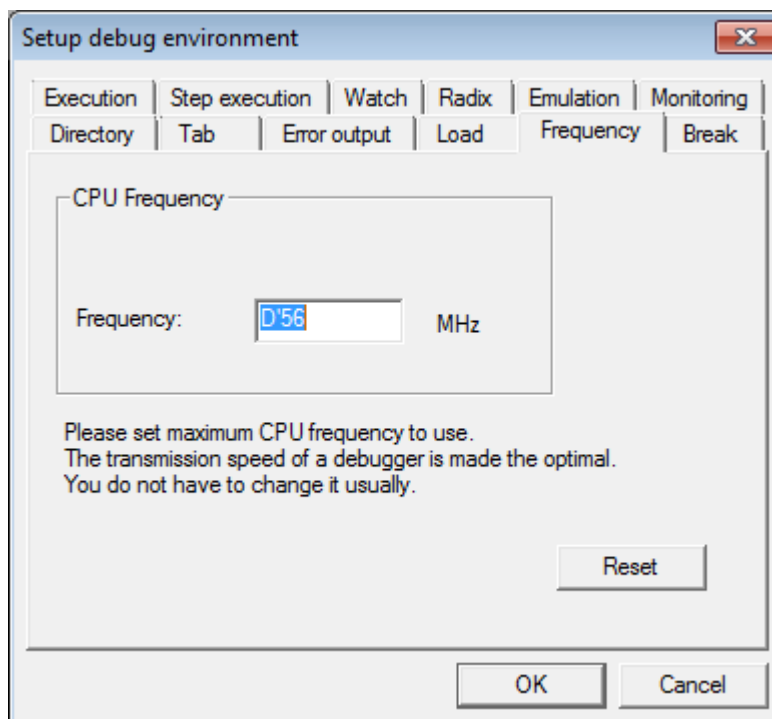 Setup debug environment
Execution Step execution Watch Radix Emulation Monitoring
Directory Tab Error output Load Frequency Break
CPU Frequency
Frequency: D'56 MHz
Please set maximum CPU frequency to use.
The transmission speed of a debugger is made the optimal.
You do not have to change it usually.
Reset
OK Cancel